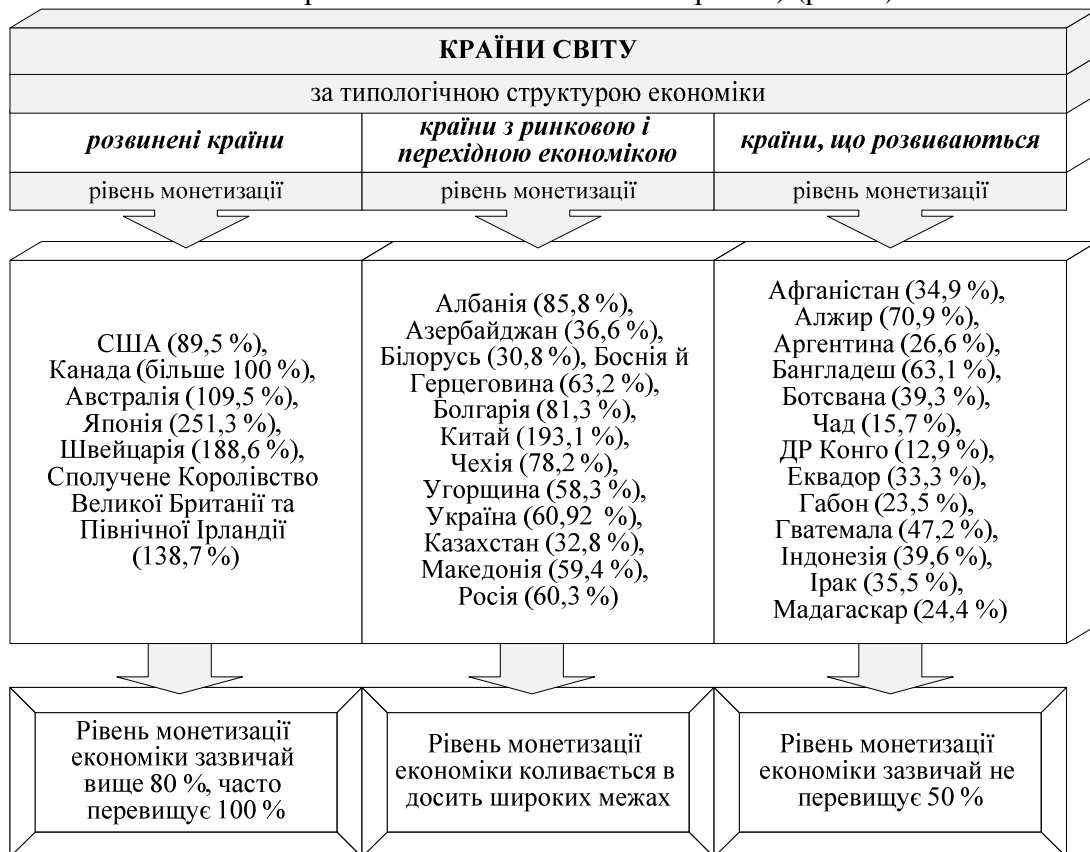 КРАЇНИ СВІТУ
за типологічною структурою економіки
розвинені країни
країни з ринковою і
перехідною економікою
країни, що розвиваються
рівень монетизації
рівень монетизації
рівень монетизації
США (89,5 %),
Канада (більше 100 %),
Австралія (109,5 %),
Японія (251,3 %),
Швейцарія (188,6 %),
Сполучене Королівство
Великої Британії та
Північної Ірландії
(138,7 %)
Албанія (85,8 %),
Азербайджан (36,6 %),
Білорусь (30,8 %), Боснія й
Герцеговина (63,2 %),
Болгарія (81,3 %),
Китай (193,1 %),
Чехія (78,2 %),
Угорщина (58,3 %),
Україна (60,92 %),
Казахстан (32,8 %),
Македонія (59,4 %),
Росія (60,3 %)
Афганістан (34,9 %),
Алжир (70,9 %),
Аргентина (26,6 %),
Бангладеш (63,1 %),
Ботсвана (39,3 %),
Чад (15,7 %),
ДР Конго (12,9 %),
Еквадор (33,3 %),
Габон (23,5 %),
Гватемала (47,2 %),
Індонезія (39,6 %),
Ірак (35,5 %),
Мадагаскар (24,4 %)
Рівень монетизації
економіки зазвичай
вище 80 %, часто
перевищує 100 %
Рівень монетизації
економіки коливається в
досить широких межах
Рівень монетизації
економіки зазвичай не
перевищує 50 %